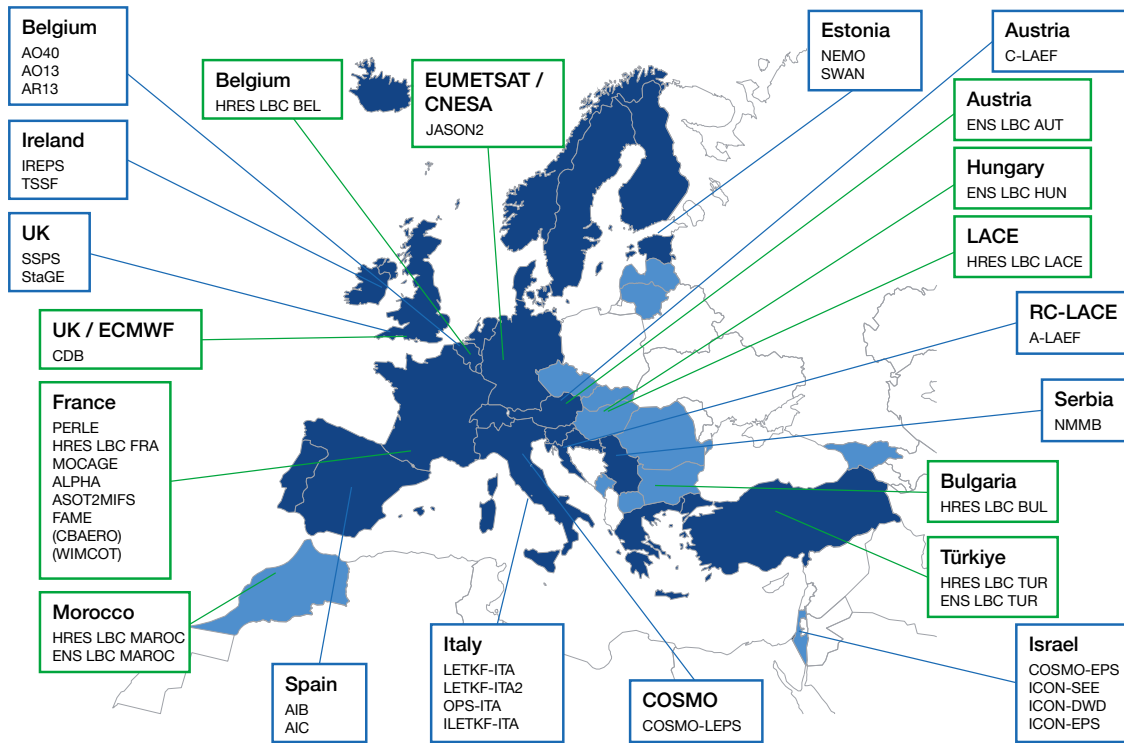 Belgium
AO40
AO13
AR13
Ireland
IREPS
TSSF
UK
SSPS
StaGE
UK / ECMWF
CDB
France
PERLE
HRES LBC FRA
MOCAGE
ALPHA
ASOT2MIFS
FAME
(CBAERO)
(WIMCOT)
Morocco
HRES LBC MAROC
ENS LBC MAROC
Belgium
HRES LBC BEL
EUMETSAT /
CNESA
JASON2
Spain
AIB
AIC
Italy
LETKF-ITA
LETKF-ITA2
OPS-ITA
ILETKF-ITA
COSMO
COSMO-LEPS
Estonia
NEMO
SWAN
Austria
C-LAEF
Austria
ENS LBC AUT
Hungary
ENS LBC HUN
LACE
HRES LBC LACE
RC-LACE
A-LAEF
Serbia
NMMB
Bulgaria
HRES LBC BUL
Türkiye
HRES LBC TUR
ENS LBC TUR
Israel
COSMO-EPS
ICON-SEE
ICON-DWD
ICON-EPS